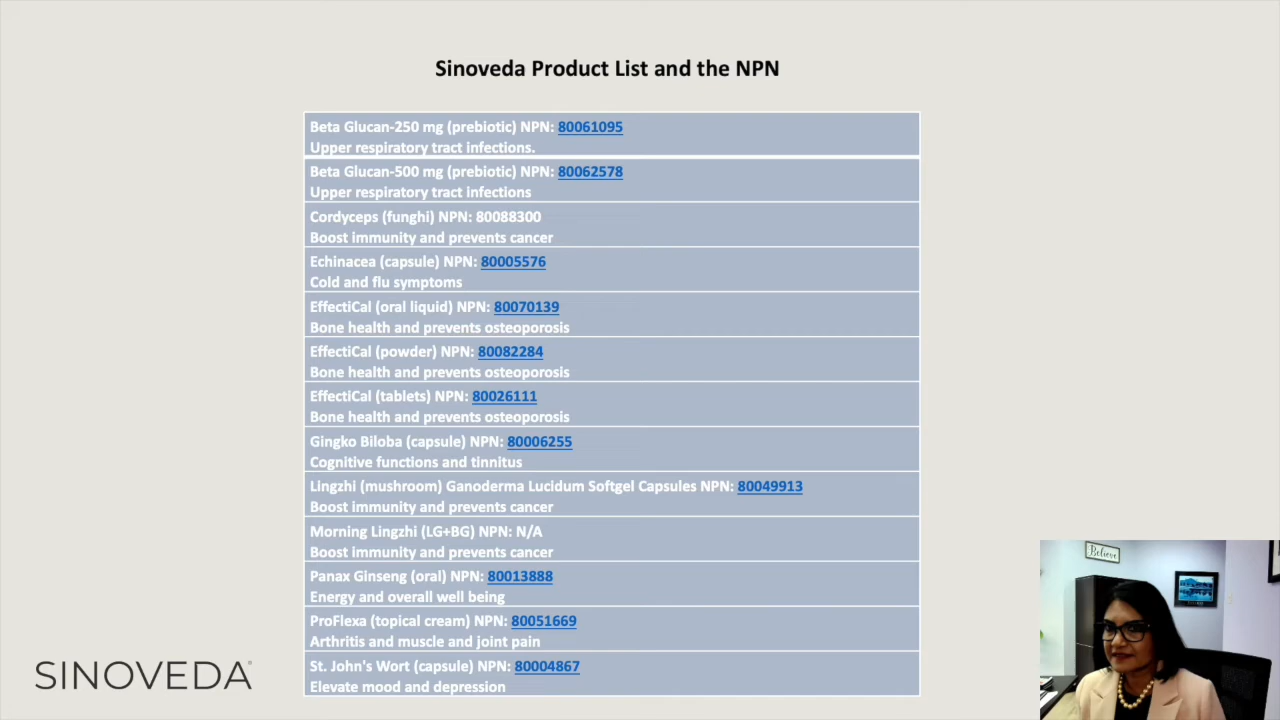 Sinoveda Product List and the NPN
Beta Glucan-250 mg (prebiotic) NPN: 80061095
Upper respiratory tract infections.
Beta Glucan-500 mg (prebiotic) NPN: 80062578
Upper respiratory tract infections
Cordyceps (funghi) NPN: 80088300
Boost immunity and prevents cancer
Echinacea (capsule) NPN: 80005576
Cold and flu symptoms
EffectiCal (oral liquid) NPN: 80070139
Bone health and prevents osteoporosis
EffectiCal (powder) NPN: 80082284
Bone health and prevents osteoporosis
EffectiCal (tablets) NPN: 80026111
Bone health and prevents osteoporosis
Gingko Biloba (capsule) NPN: 80006255
Cognitive functions and tinnitus
Lingzhi (mushroom) Ganoderma Lucidum Softgel Capsules NPN: 80049913
Boost immunity and prevents cancer
Morning Lingzhi (LG+BG) NPN: N/A
Boost immunity and prevents cancer
Panax Ginseng (oral) NPN: 80013888
Energy and overall well being
ProFlexa (topical cream) NPN: 80051669
Arthritis and muscle and joint pain
St. John's Wort (capsule) NPN: 80004867
Elevate mood and depression
SINOVEDA®
Believe